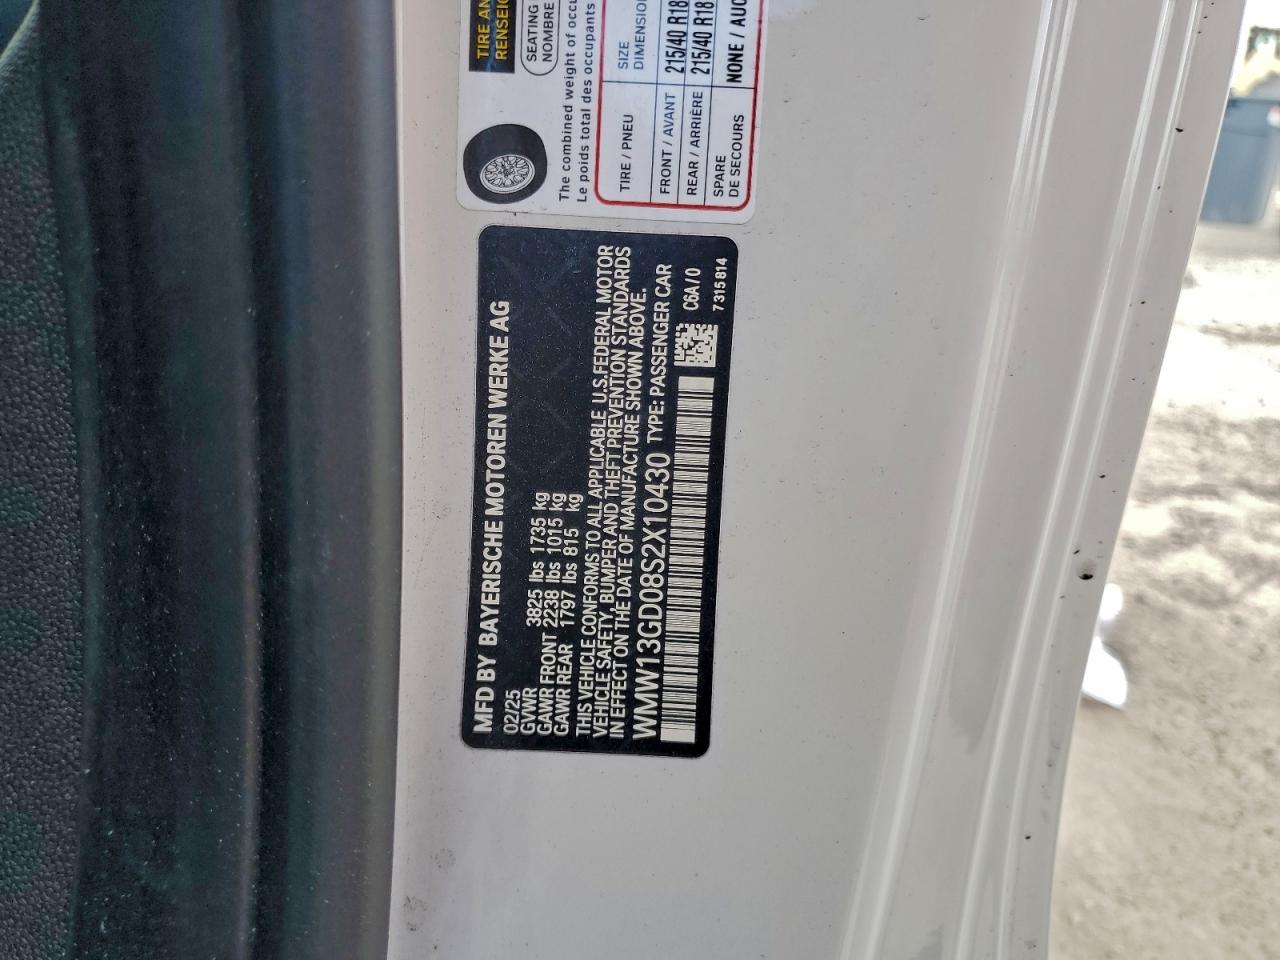 MFD BY BAYERISCHE MOTOREN WERKE AG
02/25
GVWR 3825 lbs 1735 kg
GAWR FRONT 2238 lbs 1015 kg
GAWR REAR 1797 lbs 815 kg
THIS VEHICLE CONFORMS TO ALL APPLICABLE U.S.FEDERAL MOTOR
VEHICLE SAFETY, BUMPER AND THEFT PREVENTION STANDARDS
IN EFFECT ON THE DATE OF MANUFACTURE SHOWN ABOVE.
WMW13GD08S2X10430 TYPE: PASSENGER CAR
C6A/0
7315814
TIRE AN
RENSEIG
SEATING
NOMBRE
The combined weight of occu
Le poids total des occupants
TIRE / PNEU SIZE
DIMENSION
FRONT / AVANT 215/40 R18
REAR / ARRIÈRE 215/40 R18
SPARE
DE SECOURS NONE / AUC